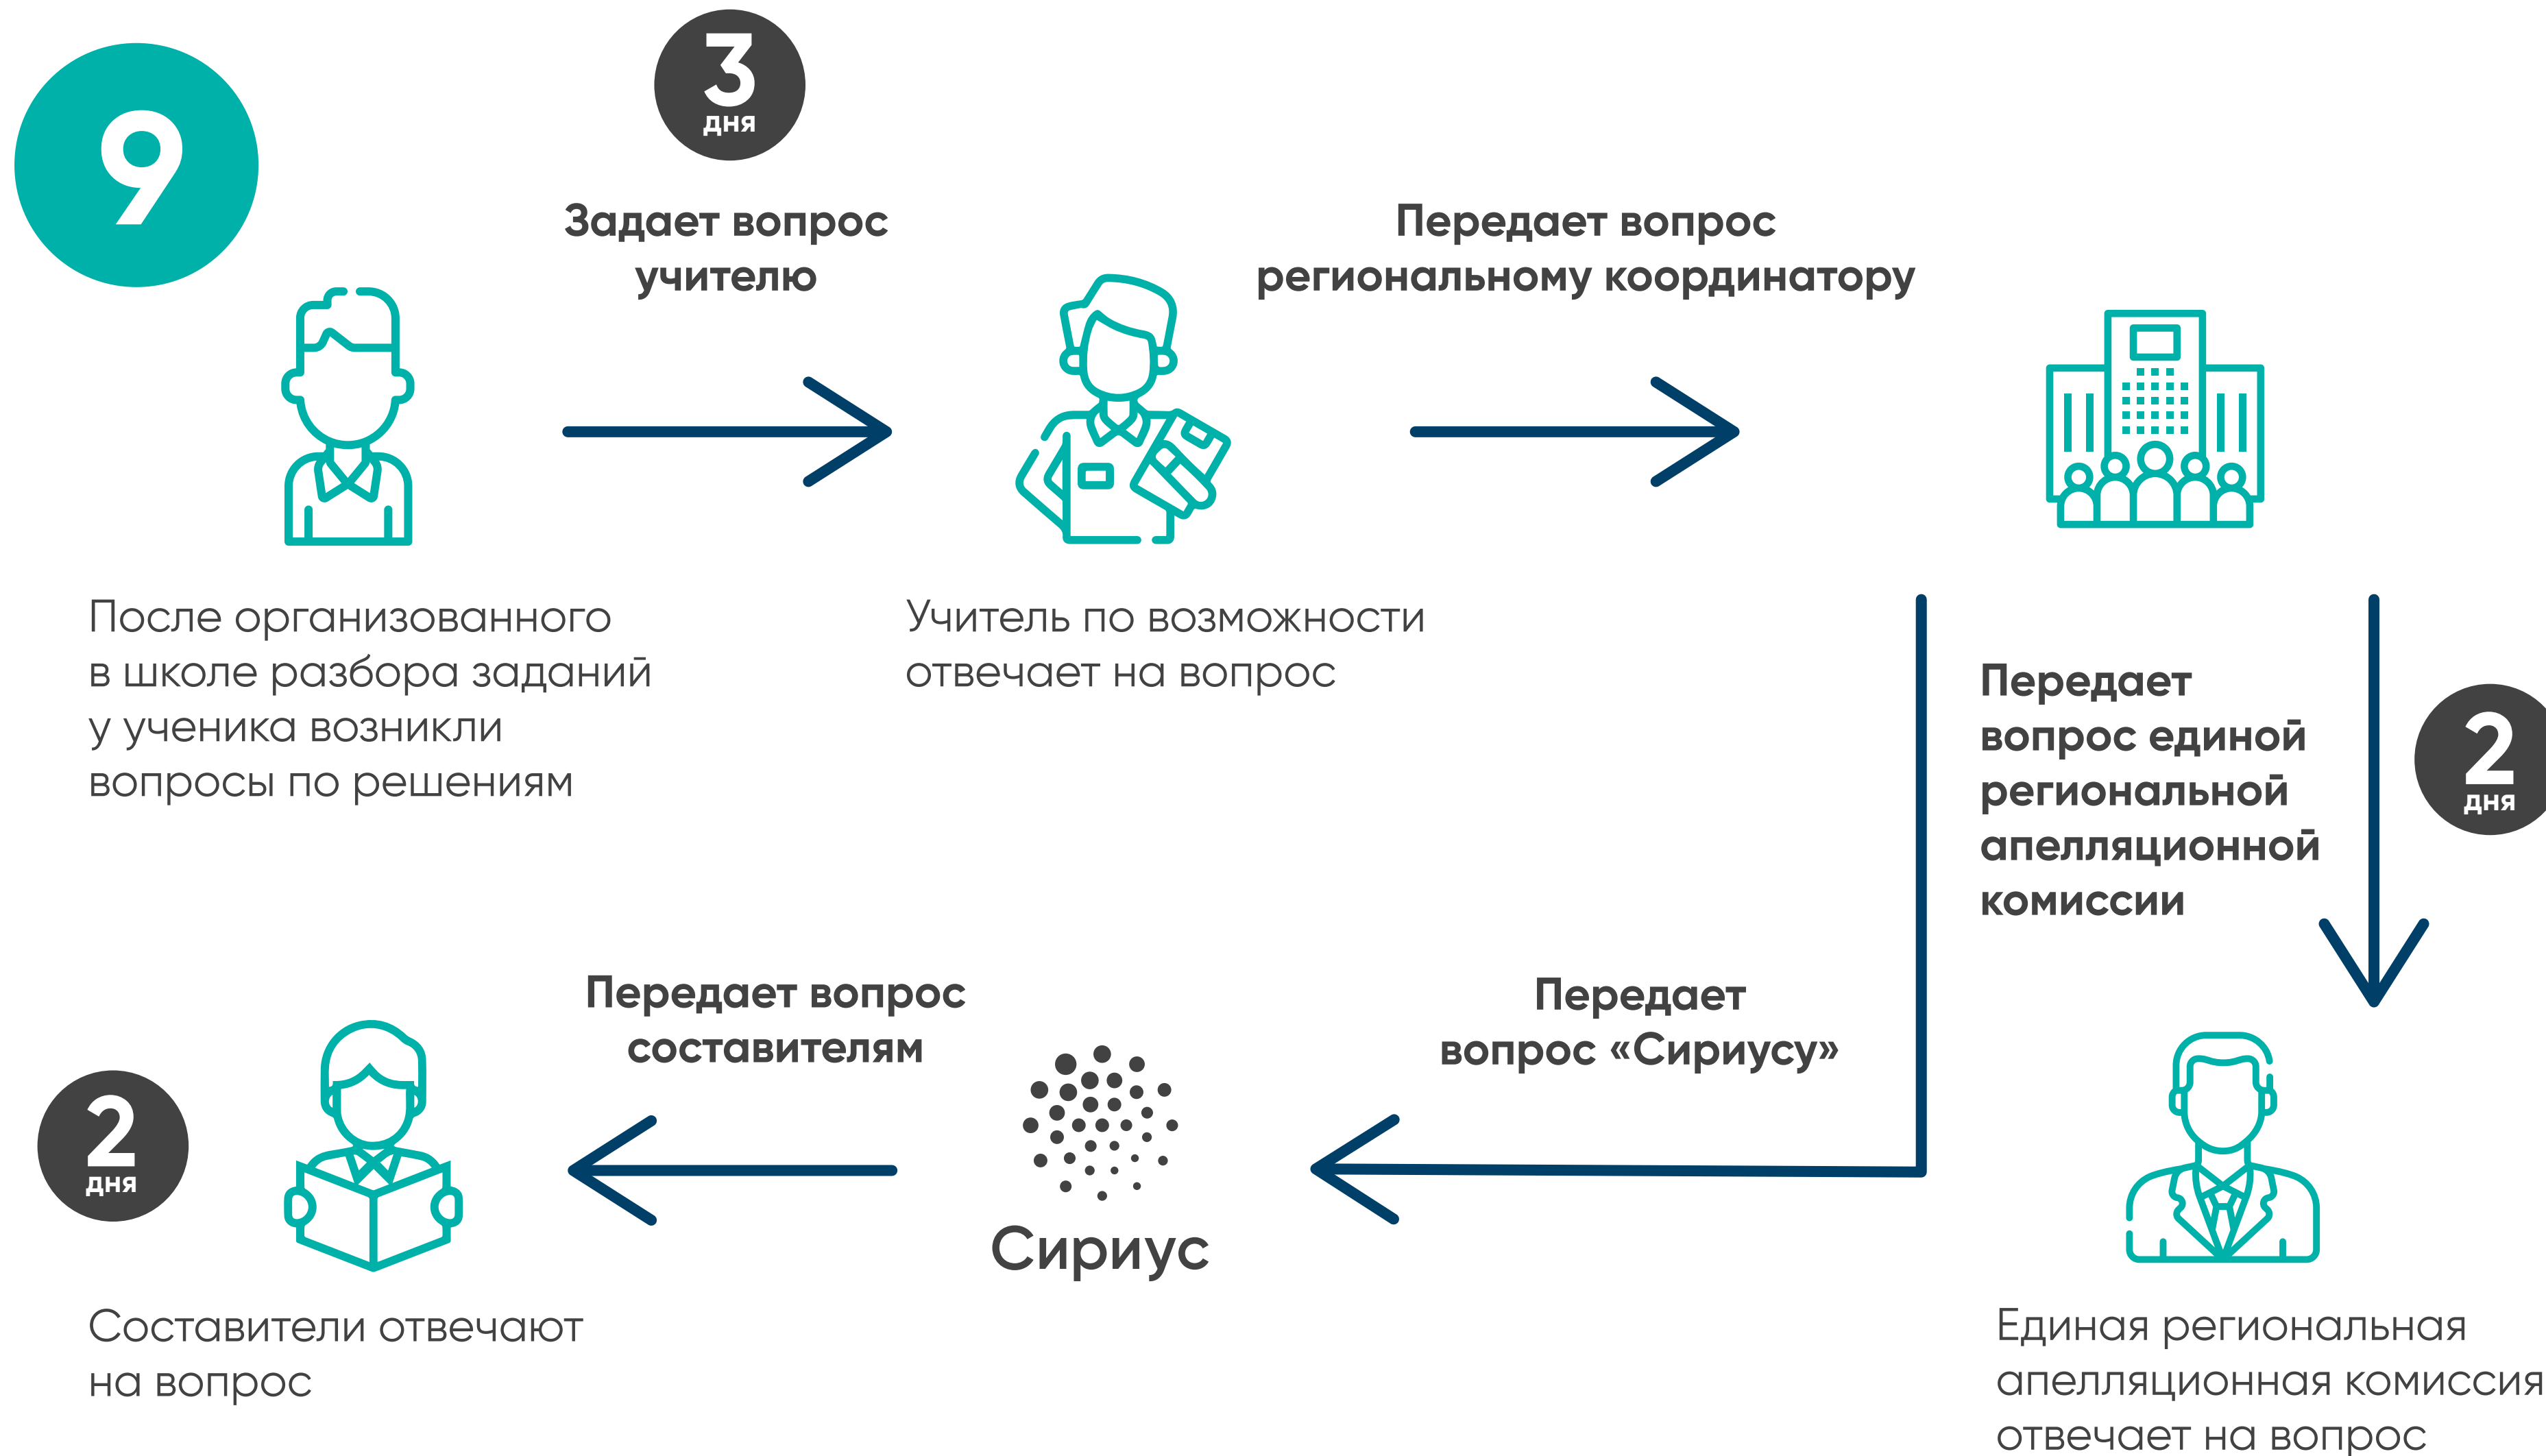 9
3
дня
Задает вопрос
учителю
Передает вопрос
региональному координатору
После организованного
в школе разбора заданий
у ученика возникли
вопросы по решениям
Учитель по возможности
отвечает на вопрос
Передает
вопрос единой
региональной
апелляционной
комиссии
2
дня
Передает вопрос
составителям
Передает
вопрос «Сириусу»
2
дня
Сириус
Составители отвечают
на вопрос
Единая региональная
апелляционная комиссия
отвечает на вопрос